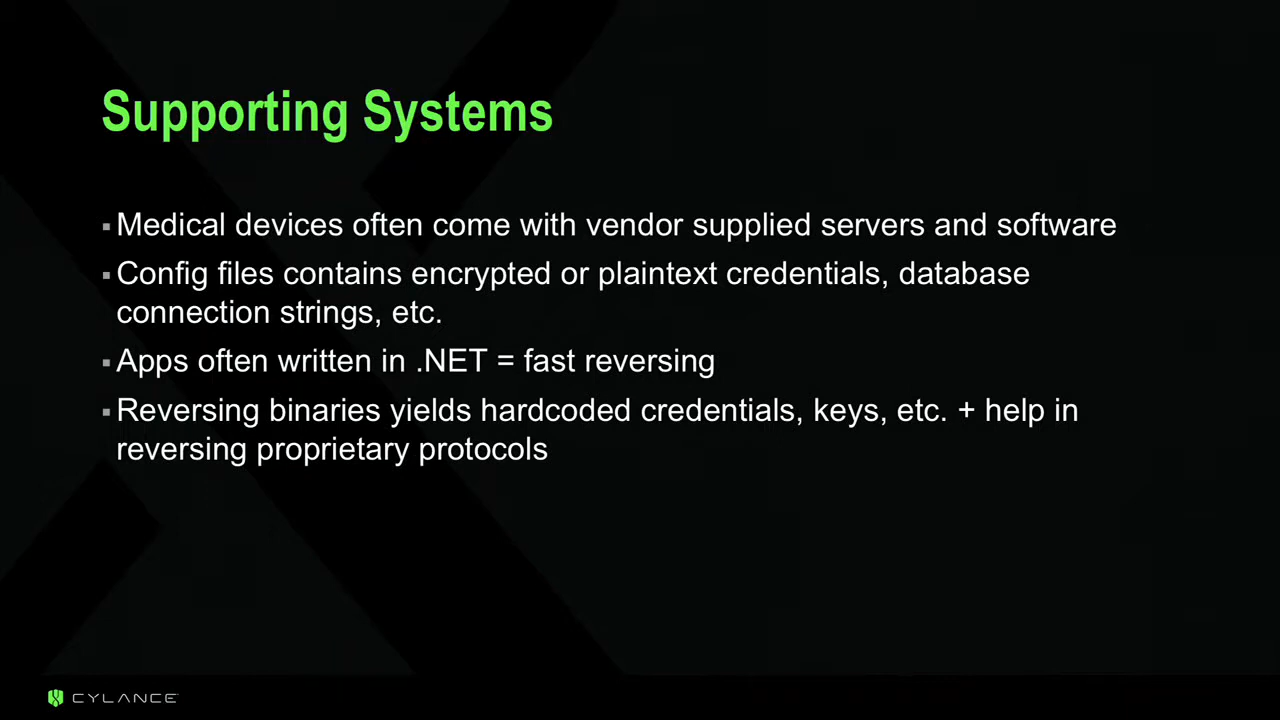 Supporting Systems
▪ Medical devices often come with vendor supplied servers and software
▪ Config files contains encrypted or plaintext credentials, database
connection strings, etc.
▪ Apps often written in .NET = fast reversing
▪ Reversing binaries yields hardcoded credentials, keys, etc. + help in
reversing proprietary protocols
CYLANCE